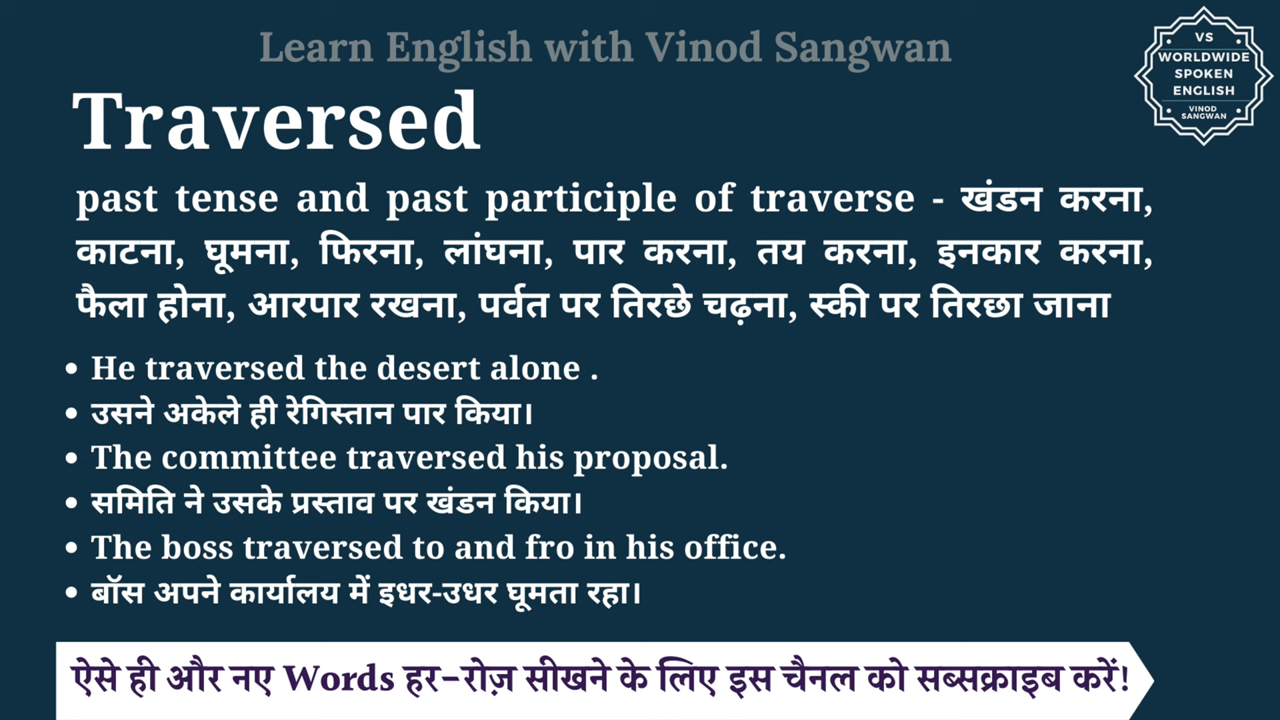 Learn English with Vinod Sangwan
VS
WORLDWIDE
SPOKEN
ENGLISH
VINOD
SANGWAN
Traversed
past tense and past participle of traverse - खंडन करना,
काटना, घूमना, फिरना, लांघना, पार करना, तय करना, इनकार करना,
फैला होना, आरपार रखना, पर्वत पर तिरछे चढ़ना, स्की पर तिरछा जाना
• He traversed the desert alone .
• उसने अकेले ही रेगिस्तान पार किया।
• The committee traversed his proposal.
• समिति ने उसके प्रस्ताव पर खंडन किया।
• The boss traversed to and fro in his office.
• बॉस अपने कार्यालय में इधर-उधर घूमता रहा।
ऐसे ही और नए Words हर-रोज़ सीखने के लिए इस चैनल को सब्सक्राइब करें!